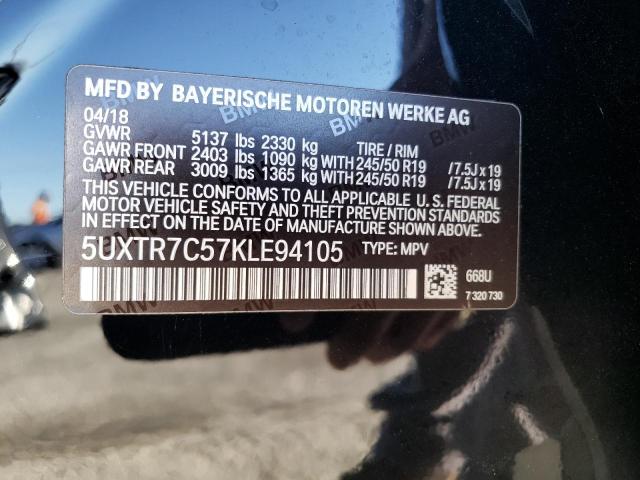 MFD BY BAYERISCHE MOTOREN WERKE AG
04/18
GVWR 5137 lbs 2330 kg TIRE / RIM
GAWR FRONT 2403 lbs 1090 kg WITH 245/50 R19 /7.5J x 19
GAWR REAR 3009 lbs 1365 kg WITH 245/50 R19 /7.5J x 19
THIS VEHICLE CONFORMS TO ALL APPLICABLE U. S. FEDERAL
MOTOR VEHICLE SAFETY, BUMPER, AND THEFT PREVENTION
STANDARDS IN EFFECT ON THE DATE OF MANUFACTURE SHOWN ABOVE.
5UXTR7C57KLE94105 TYPE: MPV
668U
7 320 730